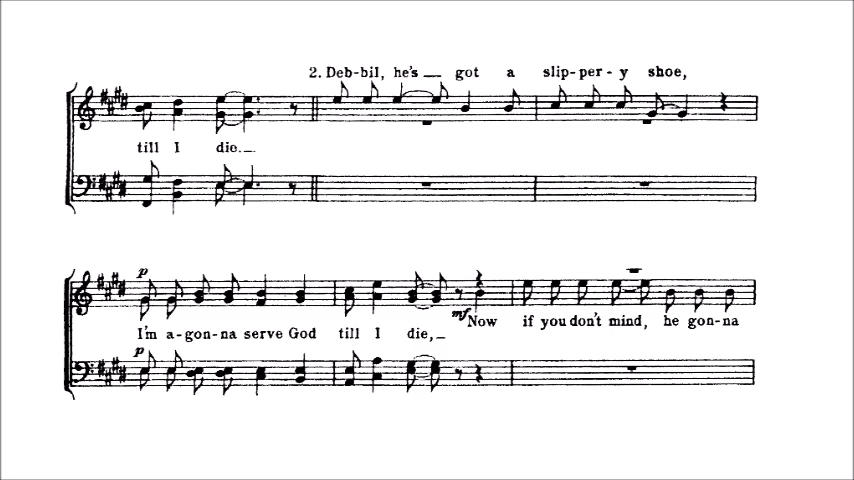 2. Deb-bil, he's got a slip-per-y shoe,
till I die.
p
I'm a-gon-na serve God till I die,
mf
Now if you don't mind, he gon-na
p